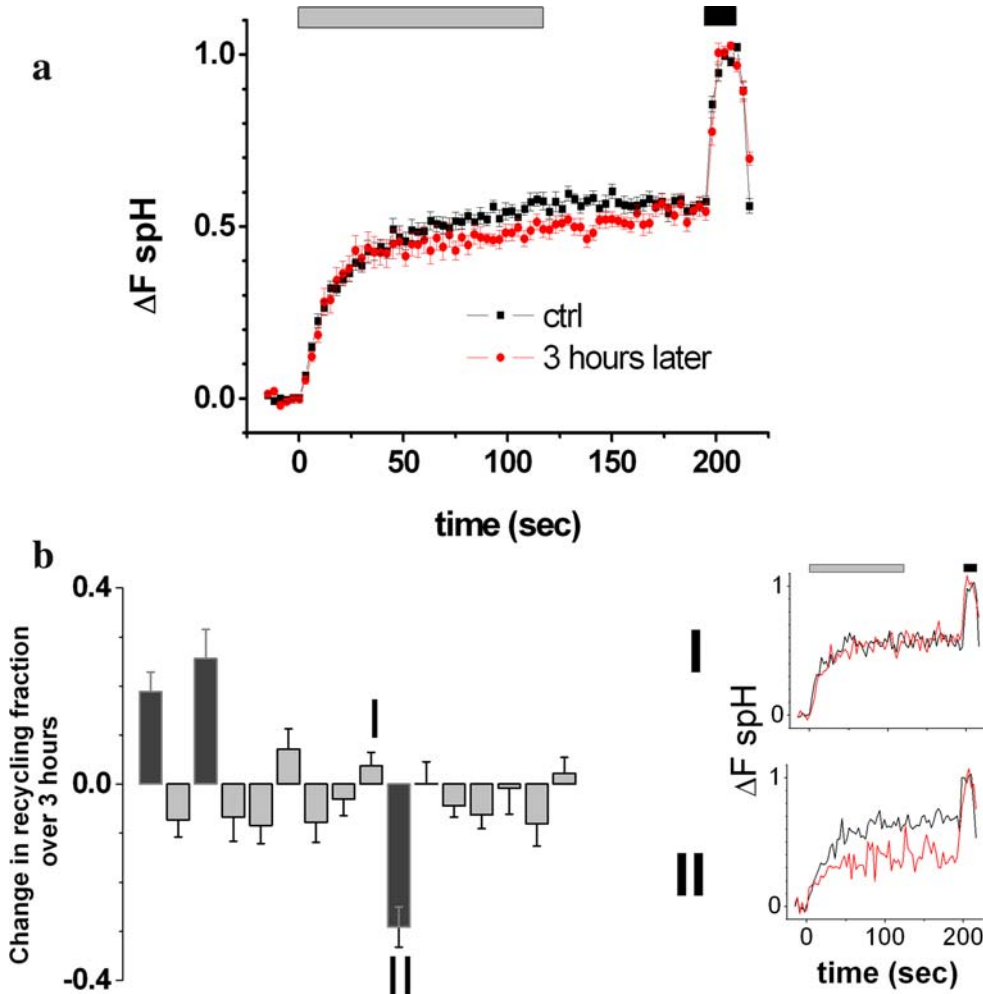 a
1.0
0.5
0.0
ΔF spH
ctrl
3 hours later
0
50
100
150
200
time (sec)
b
0.4
0.0
-0.4
Change in recycling fraction
over 3 hours
I
II
I
1
0
ΔF spH
II
1
0
0
100
200
time (sec)